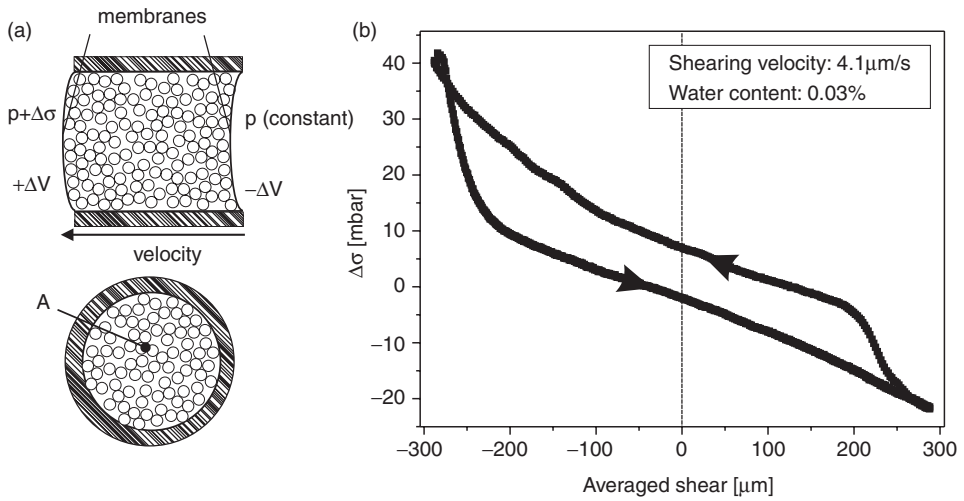 (a)
membranes
p+Δσ
p (constant)
+ΔV
−ΔV
velocity
A
(b)
Shearing velocity: 4.1μm/s
Water content: 0.03%
Δσ [mbar]
40
30
20
10
0
−10
−20
−300 −200 −100 0 100 200 300
Averaged shear [μm]